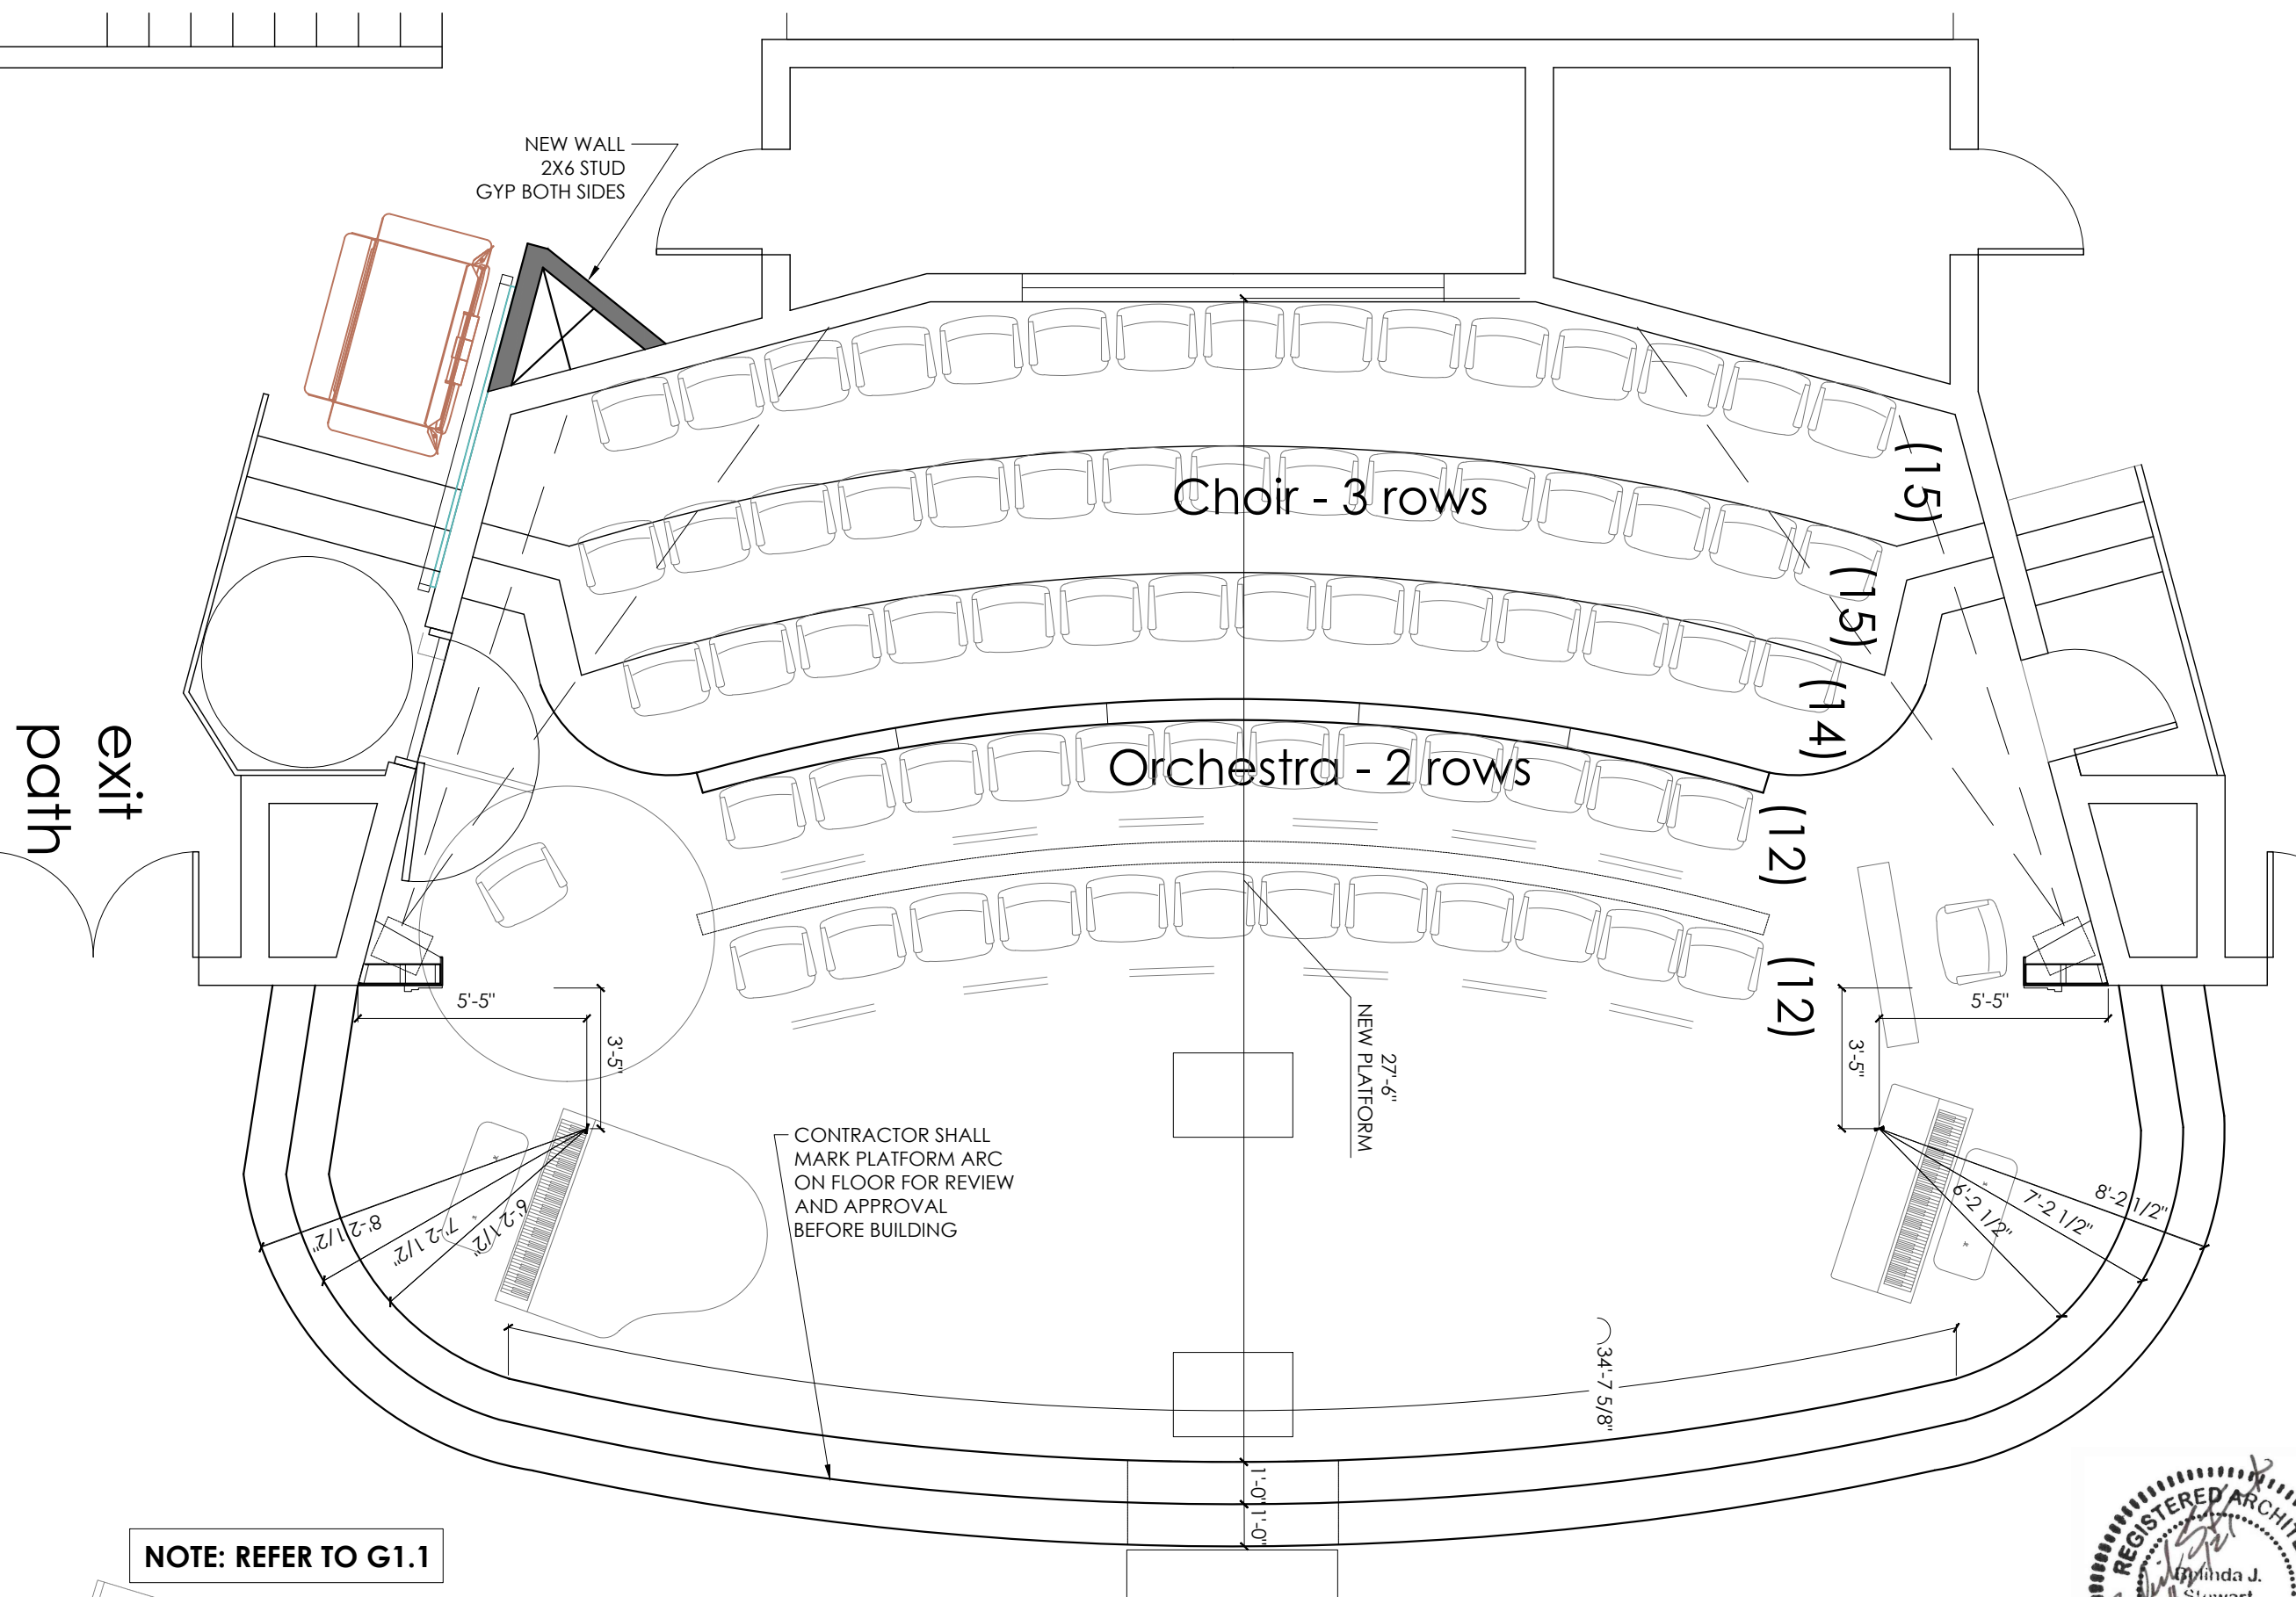 NEW WALL
2X6 STUD
GYP BOTH SIDES
Choir - 3 rows
(15)
(15)
(14)
Orchestra - 2 rows
(12)
(12)
exit
path
5'-5"
3'-5"
5'-5"
3'-5"
27'-6"
NEW PLATFORM
CONTRACTOR SHALL
MARK PLATFORM ARC
ON FLOOR FOR REVIEW
AND APPROVAL
BEFORE BUILDING
8'-2 1/2"
7'-2 1/2"
6'-2 1/2"
6'-2 1/2"
7'-2 1/2"
8'-2 1/2"
34'-7 5/8"
1'-0"
1'-0"
NOTE: REFER TO G1.1
REGISTERED ARCHITE
Belinda J.
Stewart